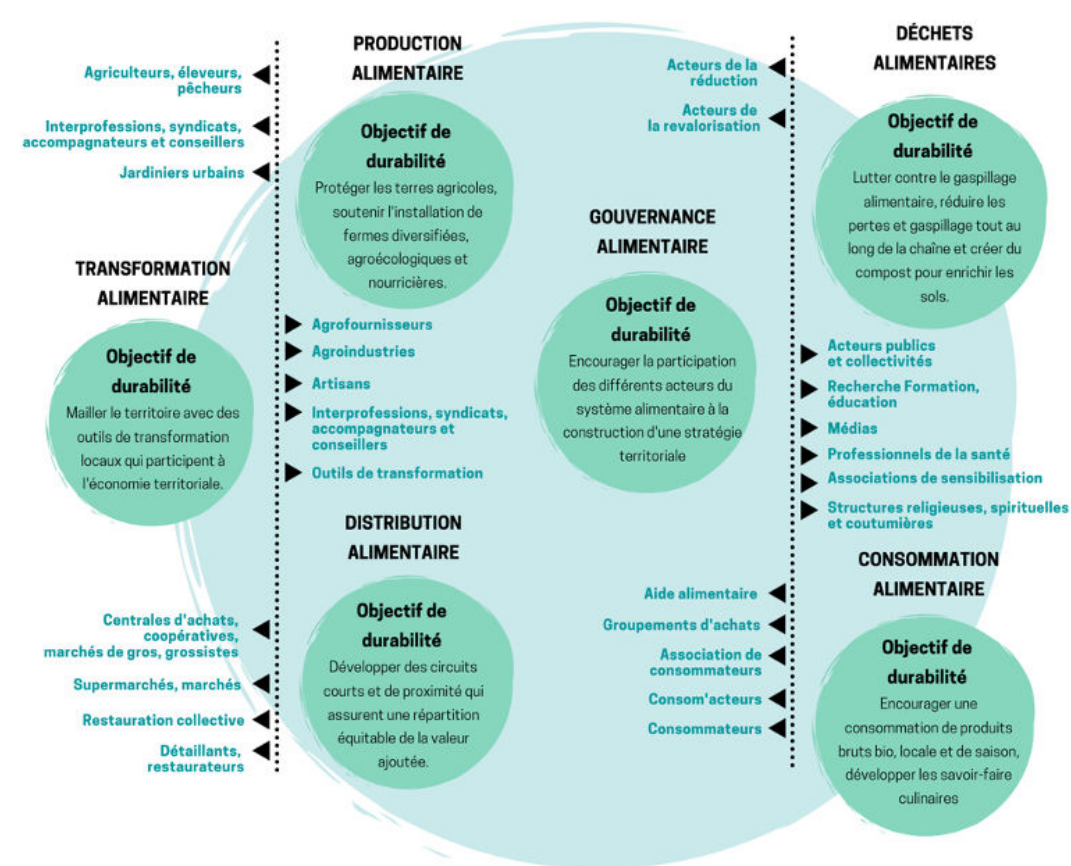 PRODUCTION
ALIMENTAIRE
Agriculteurs, éleveurs,
pêcheurs
Interprofessions, syndicats,
accompagnateurs et conseillers
Jardiniers urbains
Objectif de
durabilité
Protéger les terres agricoles,
soutenir l'installation de
fermes diversifiées,
agroécologiques et
nourricières.
TRANSFORMATION
ALIMENTAIRE
Objectif de
durabilité
Mailler le territoire avec des
outils de transformation
locaux qui participent à
l'économie territoriale.
Agrofournisseurs
Agroindustries
Artisans
Interprofessions, syndicats,
accompagnateurs et
conseillers
Outils de transformation
DISTRIBUTION
ALIMENTAIRE
Centrales d'achats,
coopératives,
marchés de gros, grossistes
Supermarchés, marchés
Restauration collective
Détaillants,
restaurateurs
Objectif de
durabilité
Développer des circuits
courts et de proximité qui
assurent une répartition
équitable de la valeur
ajoutée.
DÉCHETS
ALIMENTAIRES
Acteurs de la
réduction
Acteurs de
la revalorisation
Objectif de
durabilité
Lutter contre le gaspillage
alimentaire, réduire les
pertes et gaspillage tout au
long de la chaîne et créer du
compost pour enrichir les
sols.
GOUVERNANCE
ALIMENTAIRE
Objectif de
durabilité
Encourager la participation
des différents acteurs du
système alimentaire à la
construction d'une stratégie
territoriale
Acteurs publics
et collectivités
Recherche Formation,
éducation
Médias
Professionnels de la santé
Associations de sensibilisation
Structures religieuses, spirituelles
et coutumières
CONSOMMATION
ALIMENTAIRE
Aide alimentaire
Groupements d'achats
Association de
consommateurs
Consom'acteurs
Consommateurs
Objectif de
durabilité
Encourager une
consommation de produits
bruts bio, locale et de saison,
développer les savoir-faire
culinaires